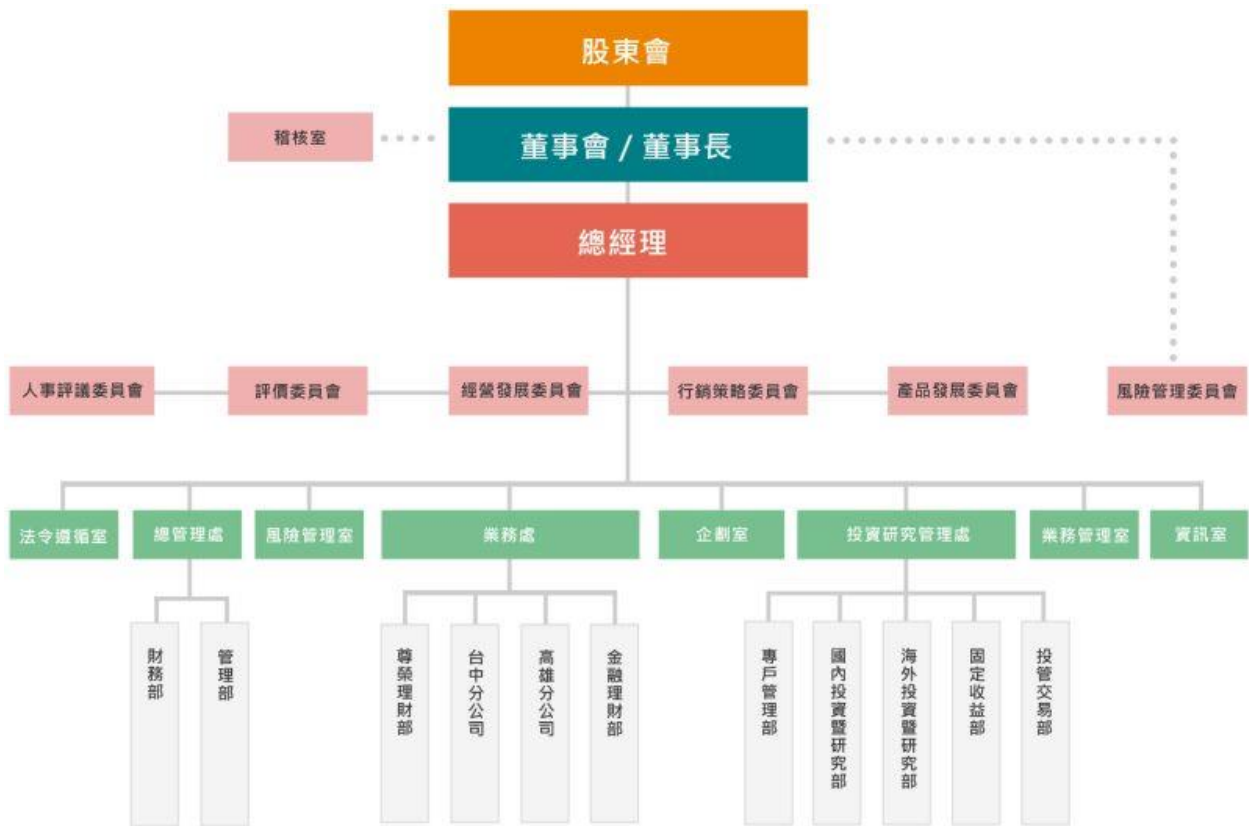 股東會
稽核室
董事會 / 董事長
總經理
人事評議委員會
評價委員會
經營發展委員會
行銷策略委員會
產品發展委員會
風險管理委員會
法令遵循室
總管理處
風險管理室
業務處
企劃室
投資研究管理處
業務管理室
資訊室
財務部
管理部
尊榮理財部
台中分公司
高雄分公司
金融理財部
專戶管理部
國內投資暨研究部
海外投資暨研究部
固定收益部
投管交易部